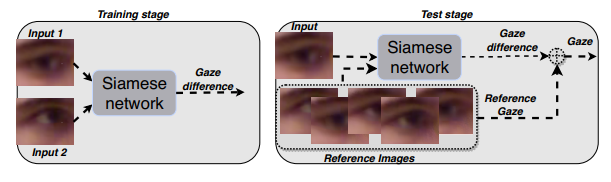 Training stage
Input 1
Siamese
network
Gaze
difference
Input 2
Test stage
Input
Siamese
network
Gaze
difference
Gaze
Reference
Gaze
Reference Images